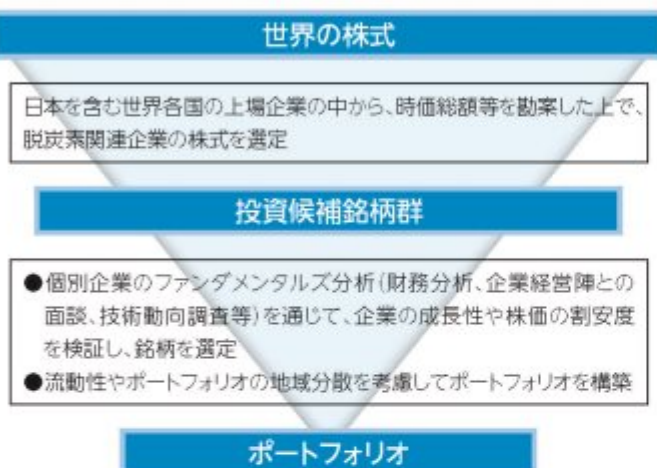 世界の株式
日本を含む世界各国の上場企業の中から、時価総額等を勘案した上で、
脱炭素関連企業の株式を選定
投資候補銘柄群
●個別企業のファンダメンタルズ分析(財務分析、企業経営陣との
面談、技術動向調査等)を通じて、企業の成長性や株価の割安度
を検証し、銘柄を選定
●流動性やポートフォリオの地域分散を考慮してポートフォリオを構築
ポートフォリオ